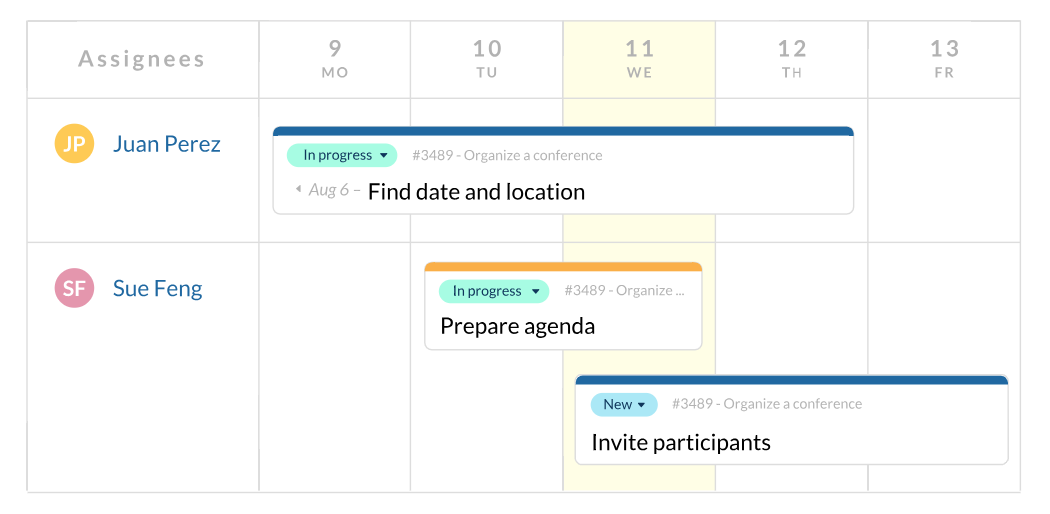 Assignees
9
MO
10
TU
11
WE
12
TH
13
FR
JP Juan Perez
In progress #3489 - Organize a conference
Aug 6 – Find date and location
SF Sue Feng
In progress #3489 - Organize ...
Prepare agenda
New #3489 - Organize a conference
Invite participants